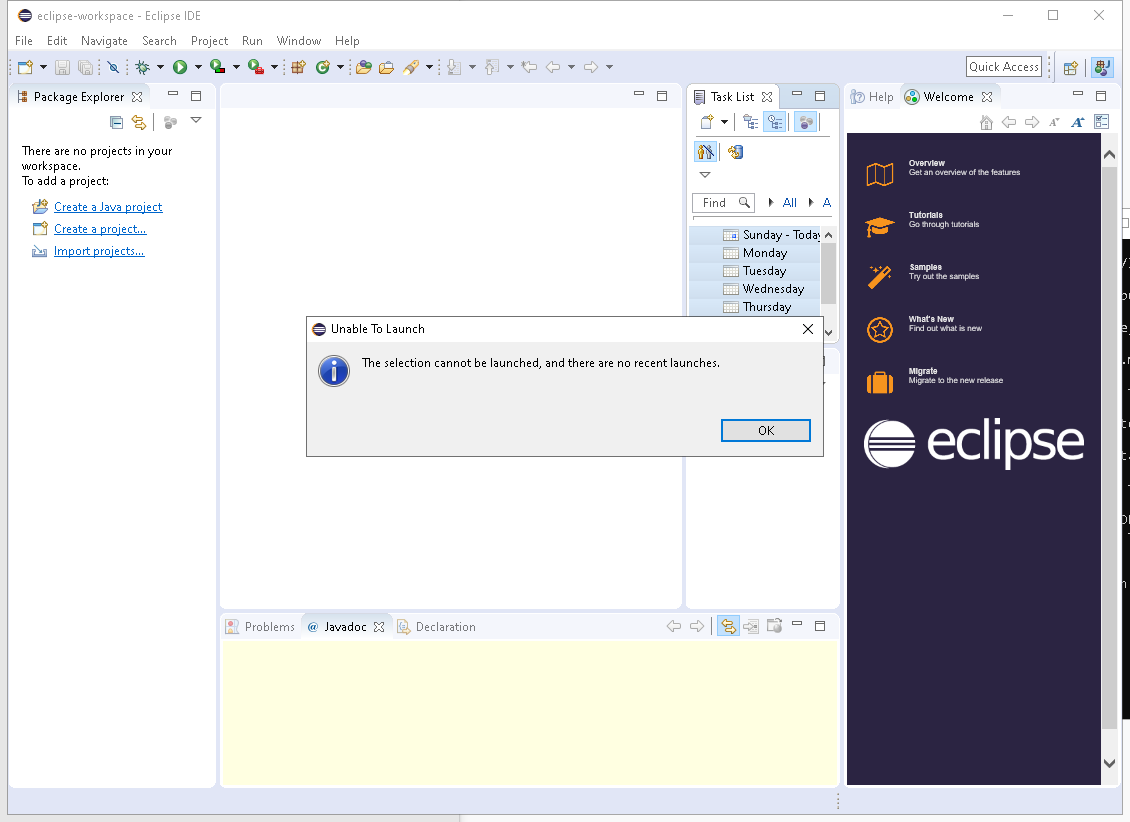 eclipse-workspace - Eclipse IDE
File Edit Navigate Search Project Run Window Help
Quick Access
Package Explorer
There are no projects in your
workspace.
To add a project:
Create a Java project
Create a project...
Import projects...
Task List
Find
All
A
Sunday - Today
Monday
Tuesday
Wednesday
Thursday
Help
Welcome
Overview
Get an overview of the features
Tutorials
Go through tutorials
Samples
Try out the samples
What's New
Find out what is new
Migrate
Migrate to the new release
eclipse
Unable To Launch
The selection cannot be launched, and there are no recent launches.
OK
Problems
@ Javadoc
Declaration